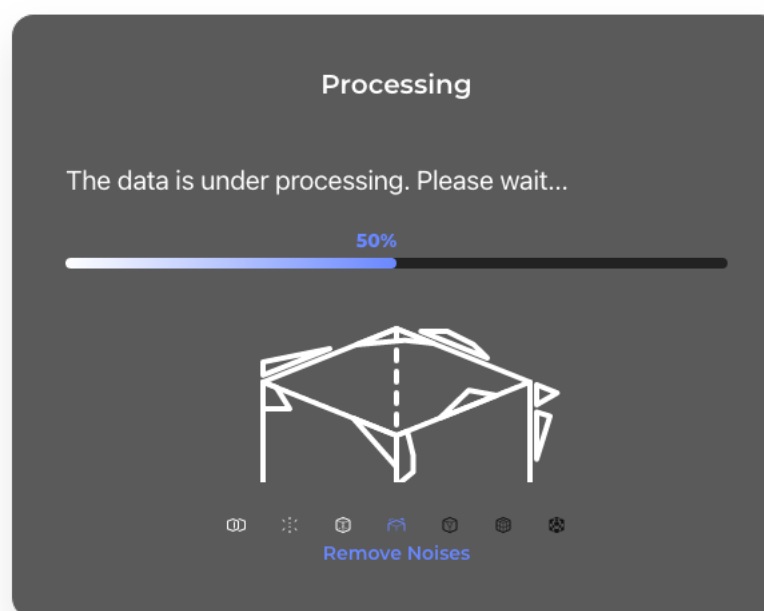 Processing
The data is under processing. Please wait...
50%
Remove Noises